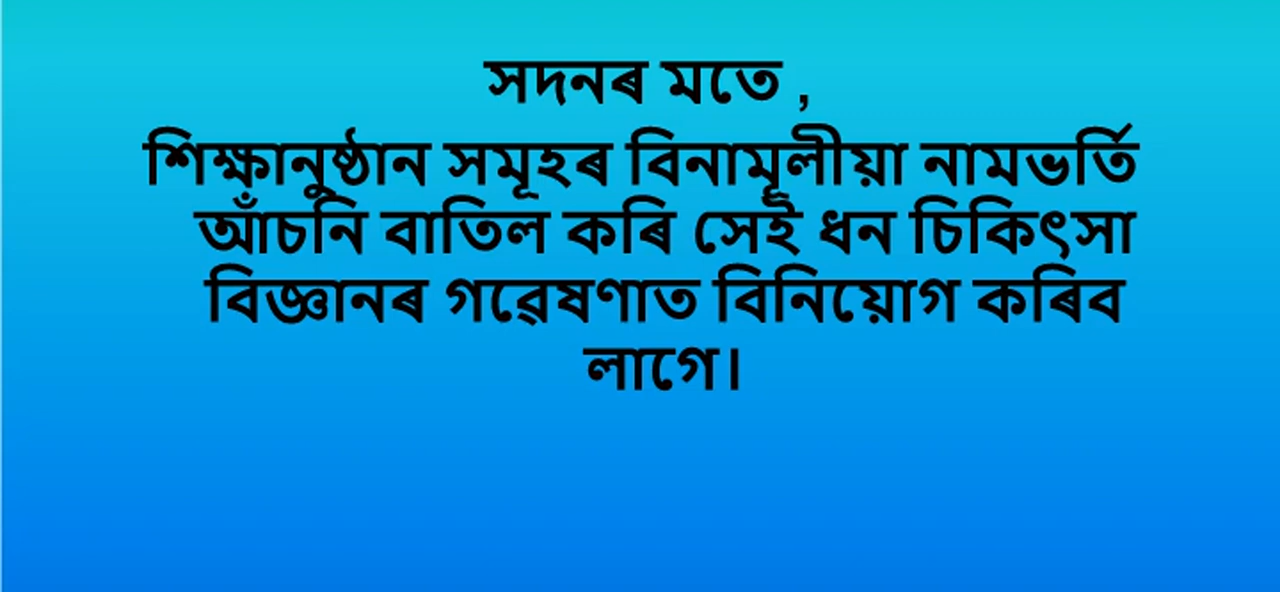 সদনৰ মতে ,
শিক্ষানুষ্ঠান সমূহৰ বিনামূলীয়া নামভৰ্তি
আঁচনি বাতিল কৰি সেই ধন চিকিৎসা
বিজ্ঞানৰ গৱেষণাত বিনিয়োগ কৰিব
লাগে।